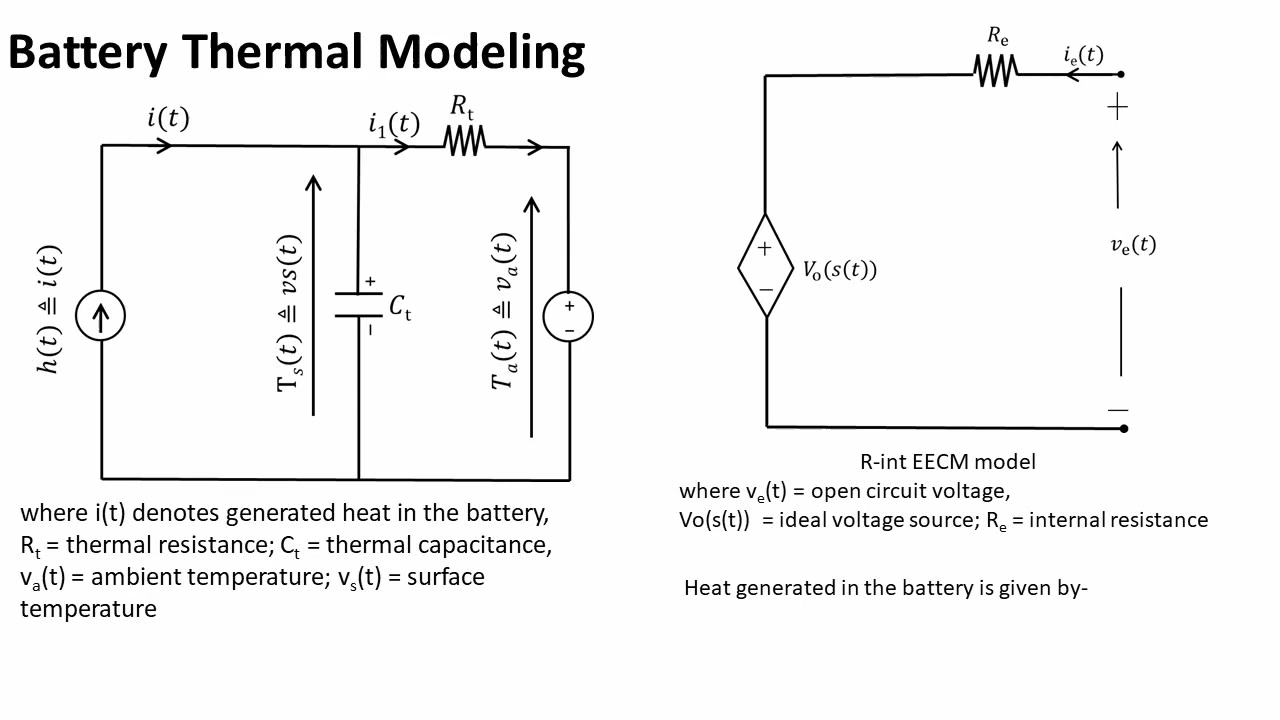 Battery Thermal Modeling
i(t)
i₁(t)
Rₜ
h(t) ≜ i(t)
Tₛ(t) ≜ vs(t)
+
Cₜ
−
Tₐ(t) ≜ vₐ(t)
+
−
where i(t) denotes generated heat in the battery,
Rₜ = thermal resistance; Cₜ = thermal capacitance,
vₐ(t) = ambient temperature; vₛ(t) = surface
temperature
Rₑ
iₑ(t)
+
vₑ(t)
−
+
−
Vₒ(s(t))
R-int EECM model
where vₑ(t) = open circuit voltage,
Vo(s(t)) = ideal voltage source; Rₑ = internal resistance
Heat generated in the battery is given by-